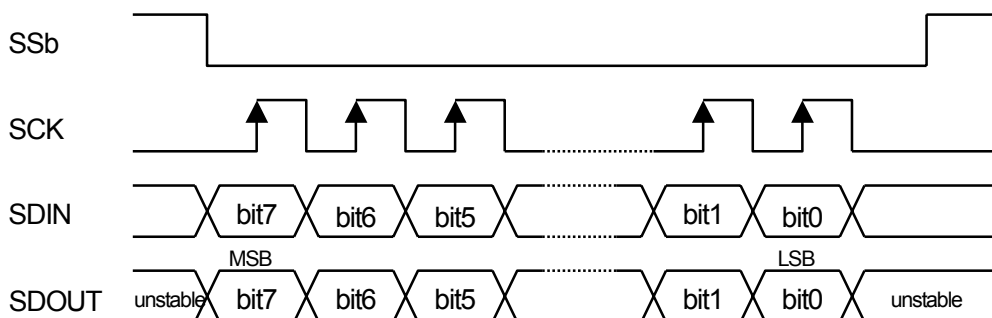 SSb
SCK
SDIN bit7 bit6 bit5 bit1 bit0
MSB LSB
SDOUT unstable bit7 bit6 bit5 bit1 bit0 unstable